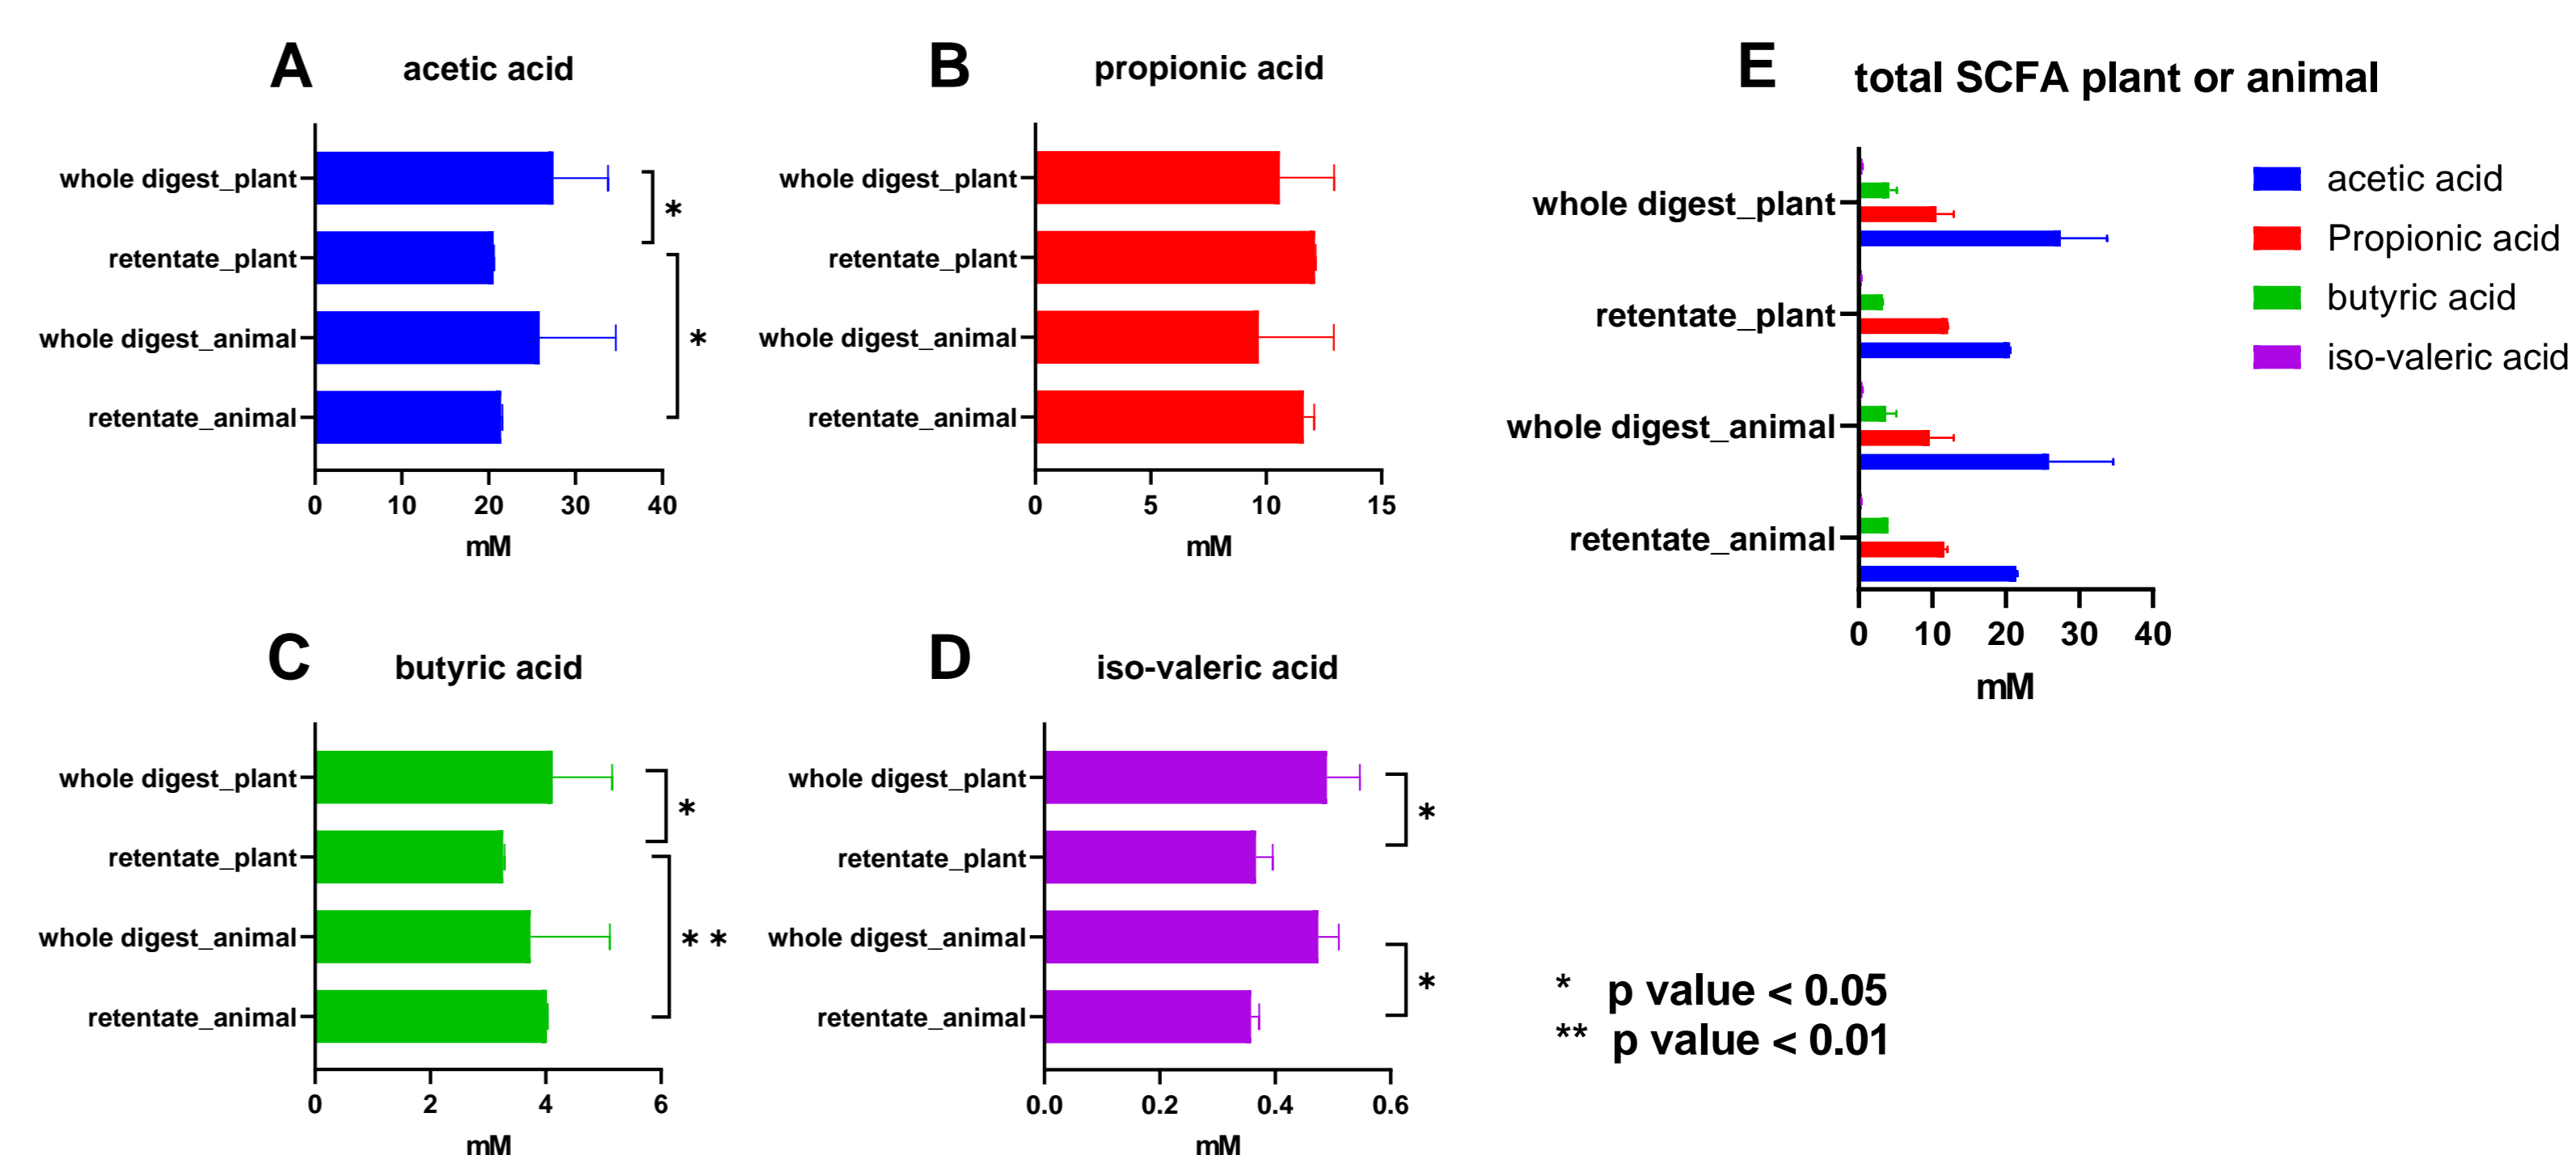 A
acetic acid
whole digest_plant
retentate_plant
whole digest_animal
retentate_animal
*
*
0 10 20 30 40
mM
B
propionic acid
whole digest_plant
retentate_plant
whole digest_animal
retentate_animal
0 5 10 15
mM
E
total SCFA plant or animal
whole digest_plant
retentate_plant
whole digest_animal
retentate_animal
0 10 20 30 40
mM
acetic acid
Propionic acid
butyric acid
iso-valeric acid
C
butyric acid
whole digest_plant
retentate_plant
whole digest_animal
retentate_animal
*
* *
0 2 4 6
mM
D
iso-valeric acid
whole digest_plant
retentate_plant
whole digest_animal
retentate_animal
*
*
0.0 0.2 0.4 0.6
mM
* p value < 0.05
** p value < 0.01